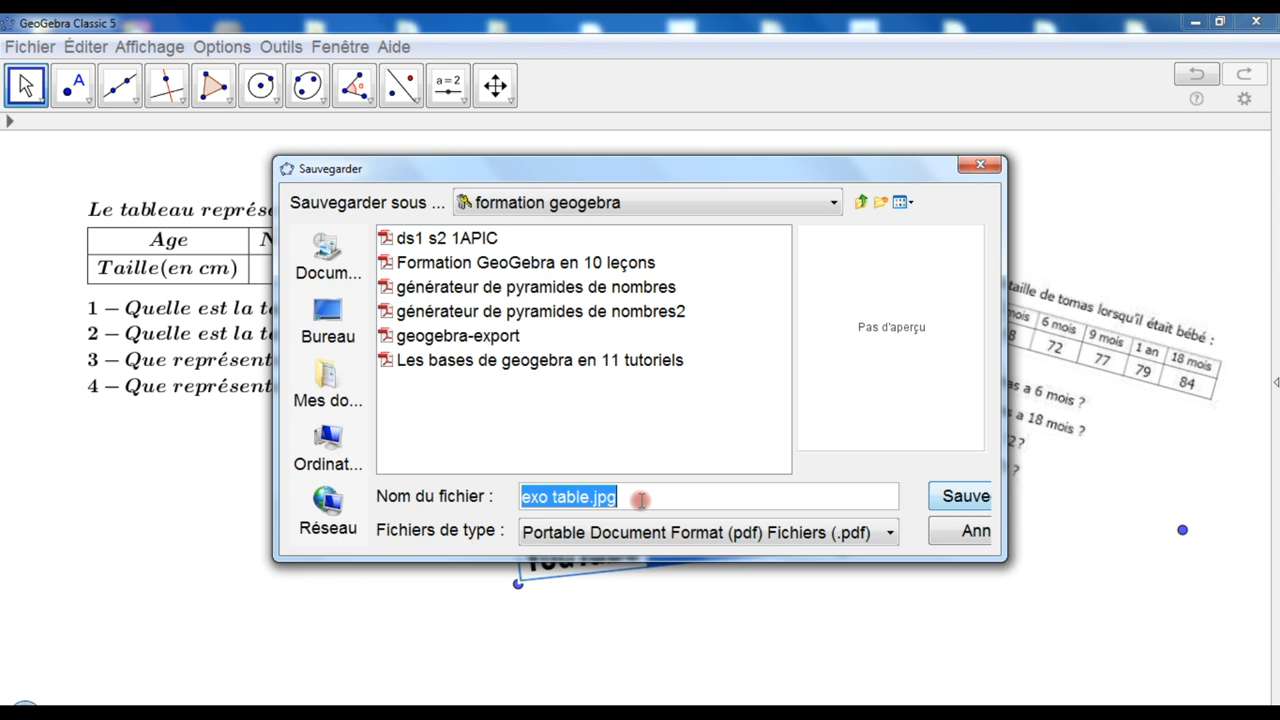 GeoGebra Classic 5
Fichier Éditer Affichage Options Outils Fenêtre Aide
A
α
a=2
Sauvegarder
Sauvegarder sous ... formation geogebra
Docum...
Bureau
Mes do...
Ordinat...
Réseau
ds1 s2 1APIC
Formation GeoGebra en 10 leçons
générateur de pyramides de nombres
générateur de pyramides de nombres2
geogebra-export
Les bases de geogebra en 11 tutoriels
Pas d'aperçu
Nom du fichier : exo table.jpg Sauve
Fichiers de type : Portable Document Format (pdf) Fichiers (.pdf) Ann
Le tableau représe
Age N
Taille(en cm)
1 – Quelle est la t
2 – Quelle est la t
3 – Que représent
4 – Que représent
taille de tomas lorsqu'il était bébé :
mois 6 mois 9 mois 1 an 18 mois
8 72 77 79 84
as a 6 mois ?
s a 18 mois ?
2?
?